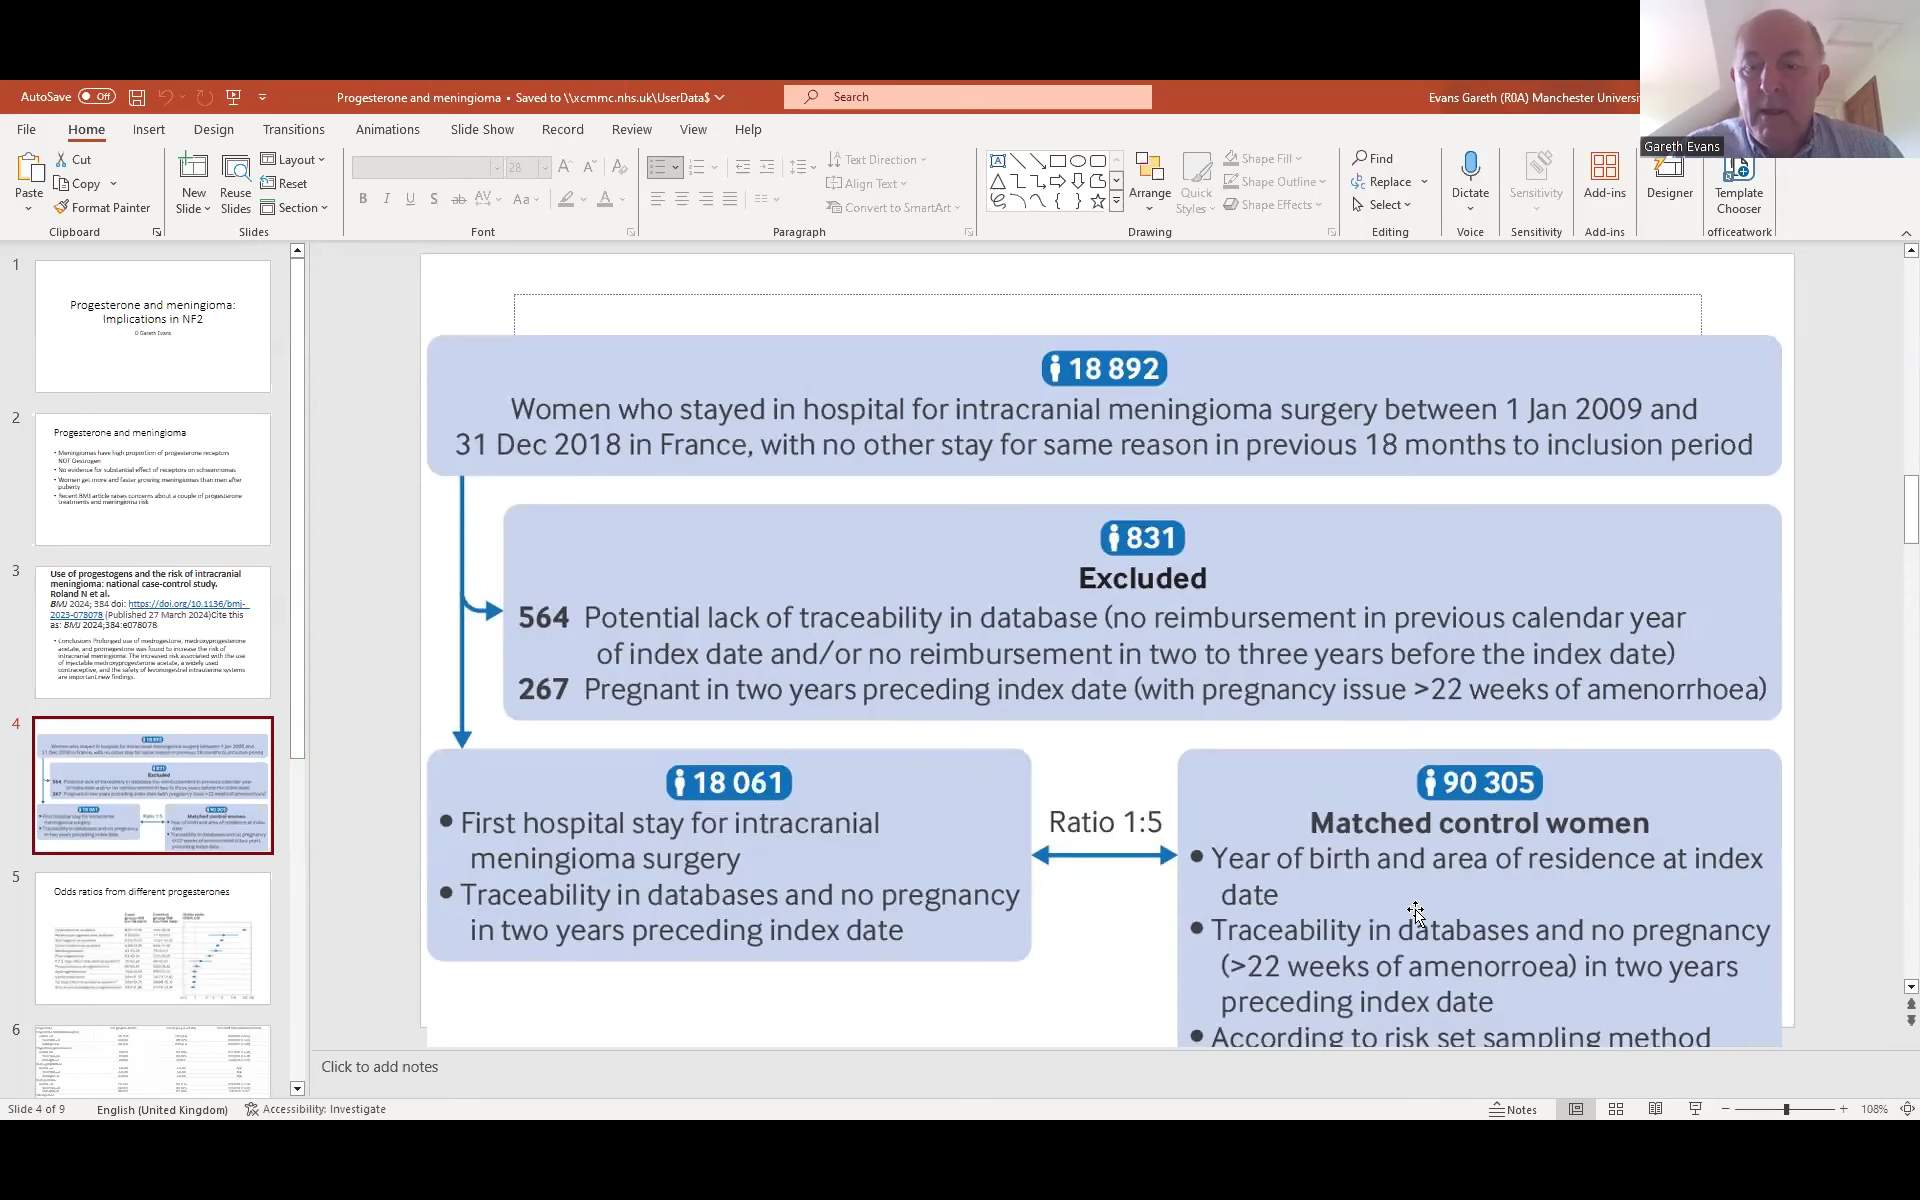 AutoSave Off
Progesterone and meningioma • Saved to \\xcmmc.nhs.uk\UserData$
Search
Evans Gareth (R0A) Manchester Universi
Gareth Evans
File Home Insert Design Transitions Animations Slide Show Record Review View Help
Paste
Cut
Copy
Format Painter
Clipboard
New
Slide
Reuse
Slides
Layout
Reset
Section
Slides
28
Font
Text Direction
Align Text
Convert to SmartArt
Paragraph
Arrange
Quick
Styles
Shape Fill
Shape Outline
Shape Effects
Drawing
Find
Replace
Select
Editing
Dictate
Voice
Sensitivity
Sensitivity
Add-ins
Add-ins
Designer
Template
Chooser
officeatwork
1
Progesterone and meningioma:
Implications in NF2
D Gareth Evans
2
Progesterone and meningioma
• Meningiomas have high proportion of progesterone receptors
NOT Oestrogen
• No evidence for substantial effect of receptors on schwannomas
• Women get more and faster growing meningiomas than men after
puberty
• Recent BMJ article raises concerns about a couple of progesterone
treatments and meningioma risk
3
Use of progestogens and the risk of intracranial
meningioma: national case-control study.
Roland N et al.
BMJ 2024; 384 doi: https://doi.org/10.1136/bmj-
2023-078078 (Published 27 March 2024)Cite this
as: BMJ 2024;384:e078078
• Conclusions Prolonged use of medrogestone, medroxyprogesterone
acetate, and promegestone was found to increase the risk of
intracranial meningioma. The increased risk associated with the use
of injectable medroxyprogesterone acetate, a widely used
contraceptive, and the safety of levonorgestrel intrauterine systems
are important new findings.
4
5
Odds ratios from different progesterones
6
18 892
Women who stayed in hospital for intracranial meningioma surgery between 1 Jan 2009 and
31 Dec 2018 in France, with no other stay for same reason in previous 18 months to inclusion period
831
Excluded
564 Potential lack of traceability in database (no reimbursement in previous calendar year
of index date and/or no reimbursement in two to three years before the index date)
267 Pregnant in two years preceding index date (with pregnancy issue >22 weeks of amenorrhoea)
18 061
• First hospital stay for intracranial
meningioma surgery
• Traceability in databases and no pregnancy
in two years preceding index date
Ratio 1:5
90 305
Matched control women
• Year of birth and area of residence at index
date
• Traceability in databases and no pregnancy
(>22 weeks of amenorroea) in two years
preceding index date
• According to risk set sampling method
Click to add notes
Slide 4 of 9
English (United Kingdom)
Accessibility: Investigate
Notes
108%